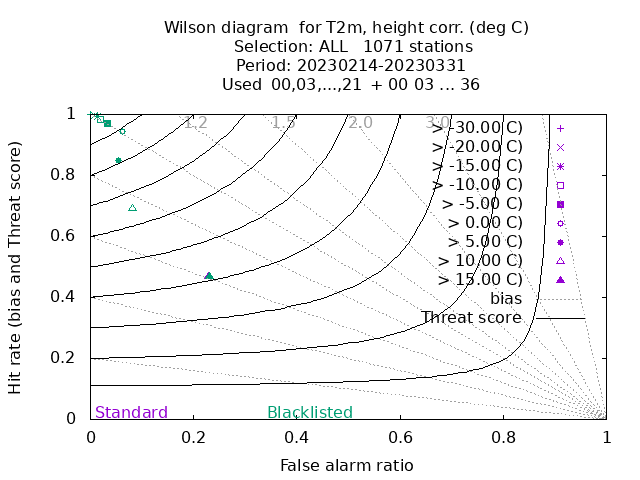 Wilson diagram  for T2m, height corr. (deg C)
Selection: ALL   1071 stations
Period: 20230214-20230331
Used  00,03,...,21  + 00 03 ... 36
1 1.2 1.5 2.0 3.0
> -30.00 C)
> -20.00 C)
> -15.00 C)
> -10.00 C)
0.8
> -5.00 C)
> 0.00 C)
0.6
> 5.00 C)
> 10.00 C)
> 15.00 C)
0.4
bias
Threat score
0.2
0
Standard Blacklisted
0 0.2 0.4 0.6 0.8 1
False alarm ratio
Hit rate (bias and Threat score)